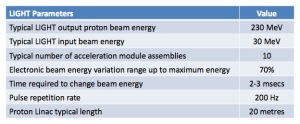 LIGHT Parameters Value
Typical LIGHT output proton beam energy 230 MeV
Typical LIGHT input beam energy 30 MeV
Typical number of acceleration module assemblies 10
Electronic beam energy variation range up to maximum energy 70%
Time required to change beam energy 2-3 msecs
Pulse repetition rate 200 Hz
Proton Linac typical length 20 metres